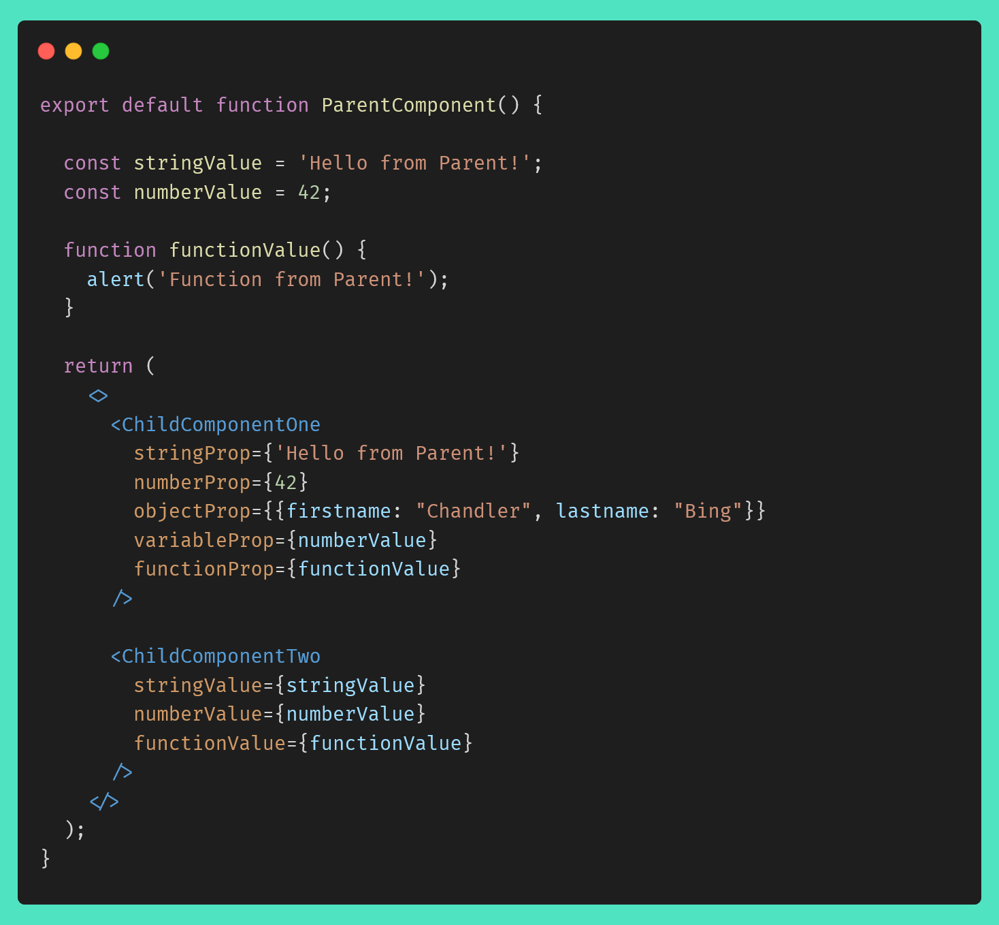 export default function ParentComponent() {
  const stringValue = 'Hello from Parent!';
  const numberValue = 42;
  function functionValue() {
    alert('Function from Parent!');
  }
  return (
    <>
      <ChildComponentOne
        stringProp={'Hello from Parent!'}
        numberProp={42}
        objectProp={{firstname: "Chandler", lastname: "Bing"}}
        variableProp={numberValue}
        functionProp={functionValue}
      />
      <ChildComponentTwo
        stringValue={stringValue}
        numberValue={numberValue}
        functionValue={functionValue}
      />
    </>
  );
}